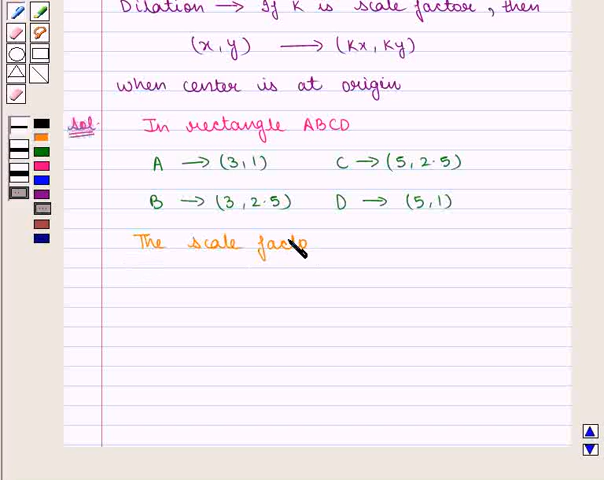 Dilation → If K is scale factor, then
(x, y) → (Kx, Ky)
when center is at origin
Sol. In rectangle ABCD
A → (3, 1) C → (5, 2.5)
B → (3, 2.5) D → (5, 1)
The scale facto